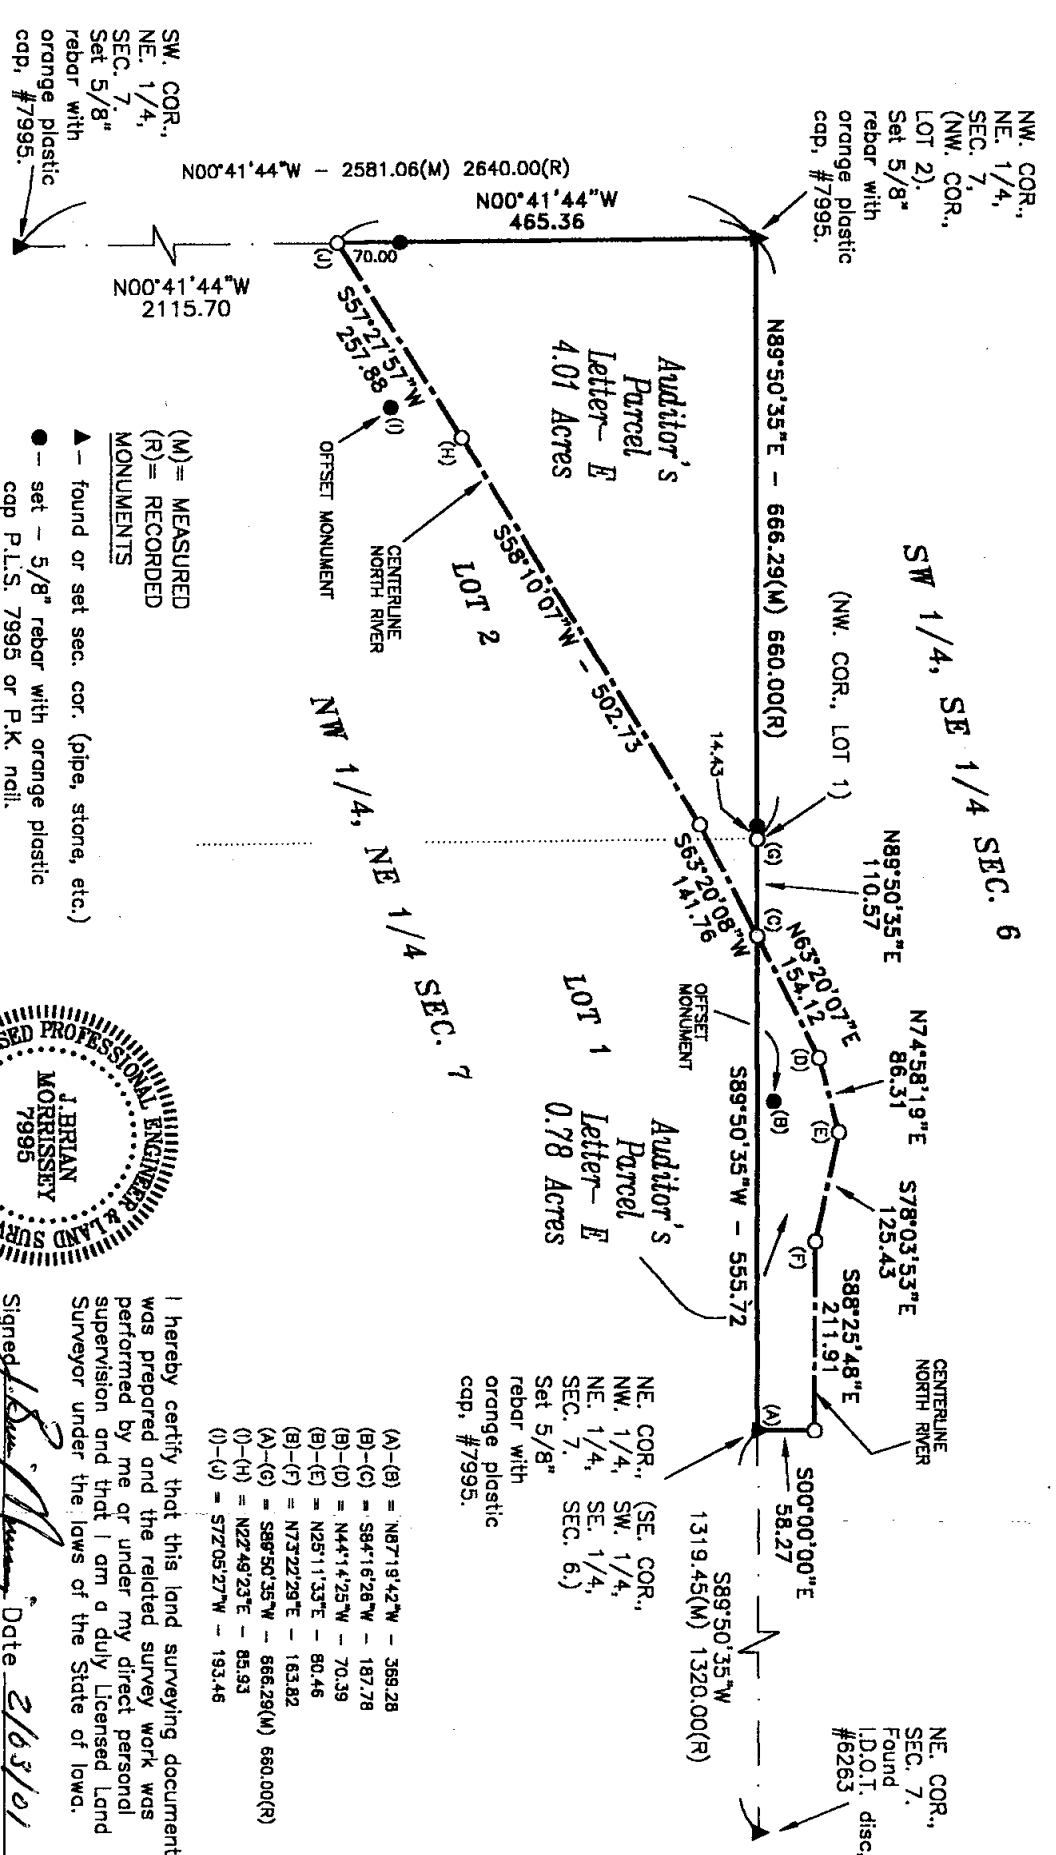 NW. COR.,
NE. 1/4,
SEC. 7,
(NW. COR.,
LOT 2).
Set 5/8"
rebar with
orange plastic
cap, #7995.
SW 1/4, SE 1/4 SEC. 6
(NW. COR., LOT 1)
N89°50'35"E
110.57
N74°58'19"E
86.31
S78°03'53"E
125.43
S88°25'48"E
211.91
CENTERLINE
NORTH RIVER
S00°00'00"E
58.27
NE. COR.,
SEC. 7.
Found
I.D.O.T. disc,
#6263
N89°50'35"E - 666.29(M) 660.00(R)
14.43
(G)
(C)
N63°20'07"E
154.12
(D)
(E)
(F)
(A)
OFFSET
MONUMENT
(B)
S89°50'35"W - 555.72
S89°50'35"W
1319.45(M) 1320.00(R)
N00°41'44"W - 2581.06(M) 2640.00(R)
N00°41'44"W
465.36
70.00
(J)
Auditor's
Parcel
Letter- E
4.01 Acres
S63°20'08"W
141.76
S58°10'07"W - 502.73
S57°27'57"W
257.88
(H)
(I)
OFFSET MONUMENT
CENTERLINE
NORTH RIVER
LOT 2
LOT 1
NW 1/4, NE 1/4 SEC. 7
Auditor's
Parcel
Letter- E
0.78 Acres
NE. COR., (SE. COR.,
NW. 1/4, SW. 1/4,
NE. 1/4, SE. 1/4,
SEC. 7. SEC. 6.)
Set 5/8"
rebar with
orange plastic
cap, #7995.
SW. COR.,
NE. 1/4,
SEC. 7.
Set 5/8"
rebar with
orange plastic
cap, #7995.
N00°41'44"W
2115.70
(M)= MEASURED
(R)= RECORDED
MONUMENTS
▲- found or set sec. cor. (pipe, stone, etc.)
●- set - 5/8" rebar with orange plastic
cap P.L.S. 7995 or P.K. nail.
(A)-(B) = N87°19'42"W - 369.28
(B)-(C) = S84°16'26"W - 187.78
(B)-(D) = N44°14'25"W - 70.39
(B)-(E) = N25°11'33"E - 80.46
(B)-(F) = N73°22'29"E - 163.82
(A)-(G) = S89°50'35"W - 666.29(M) 660.00(R)
(I)-(H) = N22°49'23"E - 85.93
(I)-(J) = S72°05'27"W - 193.46
PROFESSIONAL ENGINEER & LAND
J.BRIAN
MORRISSEY
7995
I hereby certify that this land surveying document
was prepared and the related survey work was
performed by me or under my direct personal
supervision and that I am a duly Licensed Land
Surveyor under the laws of the State of Iowa.
Signed Date